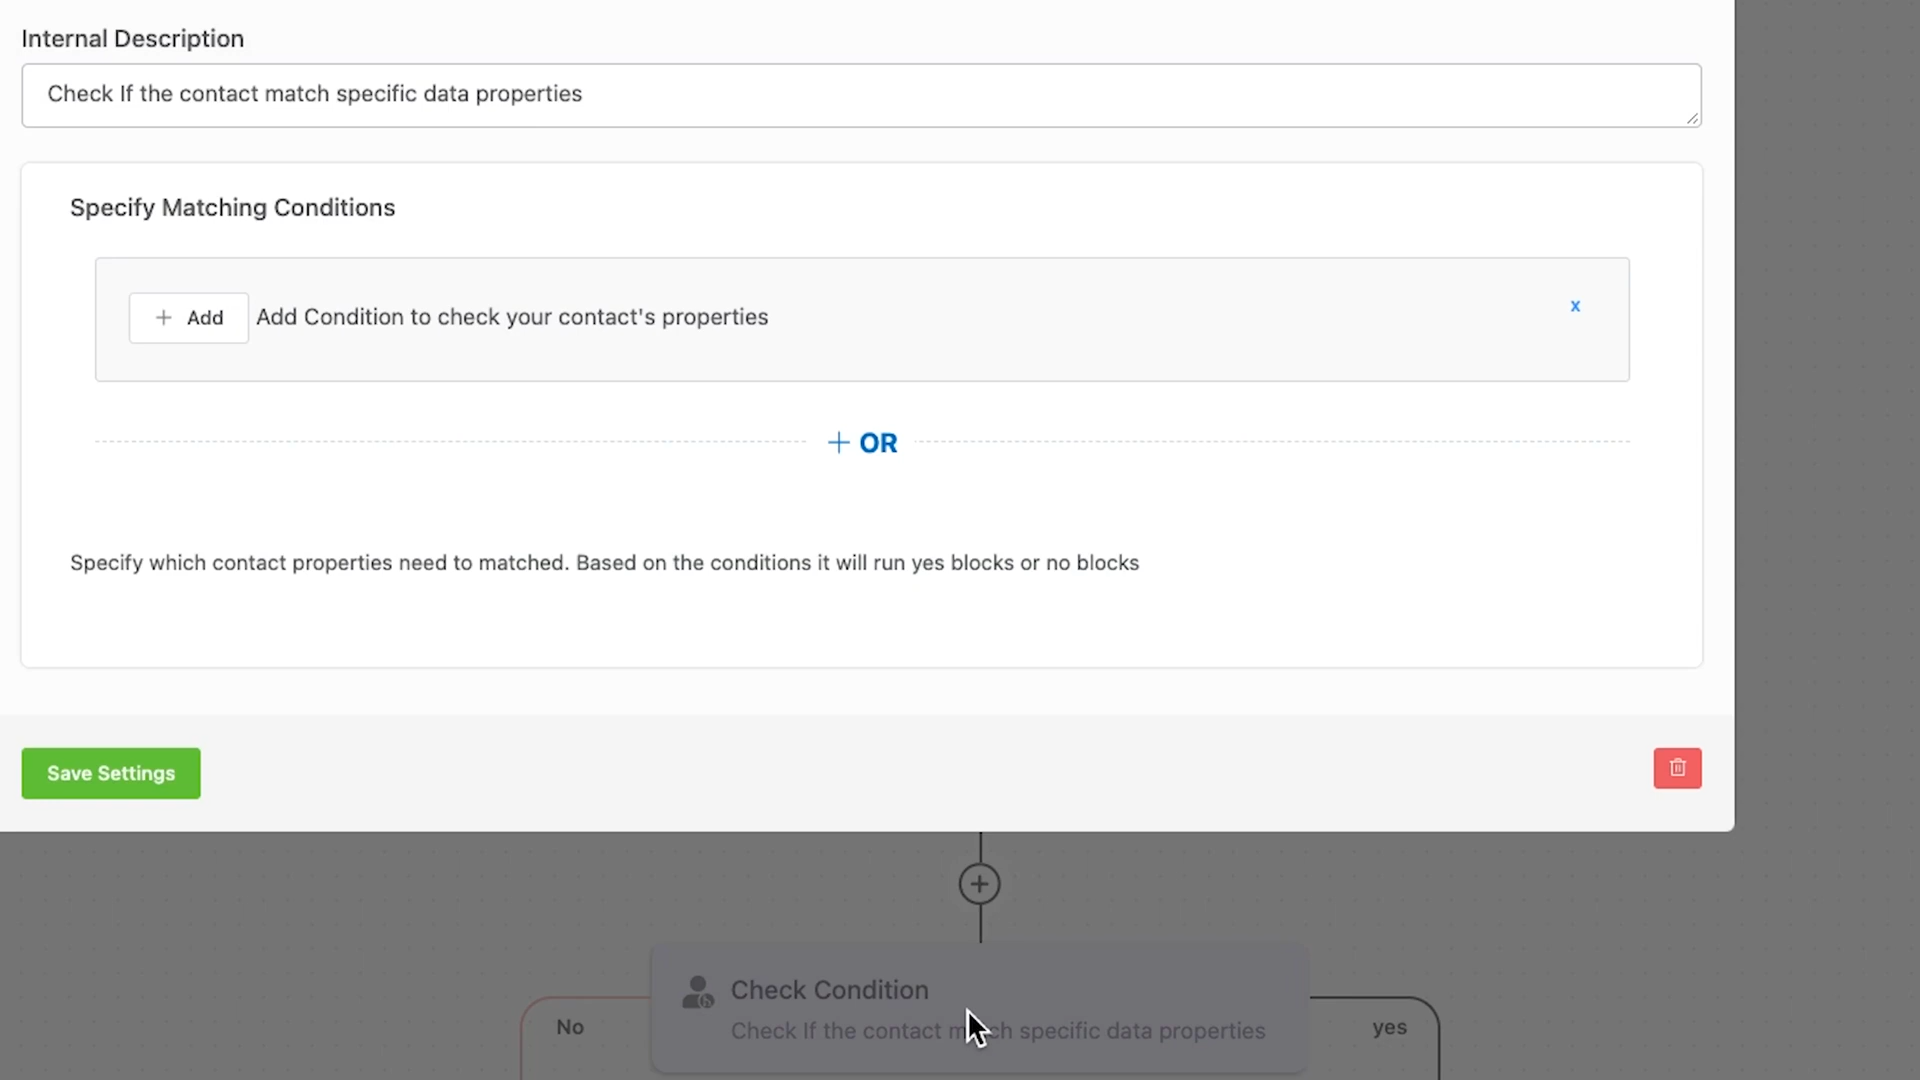 Internal Description
Check If the contact match specific data properties
Specify Matching Conditions
+ Add Add Condition to check your contact's properties x
+ OR
Specify which contact properties need to matched. Based on the conditions it will run yes blocks or no blocks
Save Settings
Check Condition
No
Check If the contact match specific data properties
yes